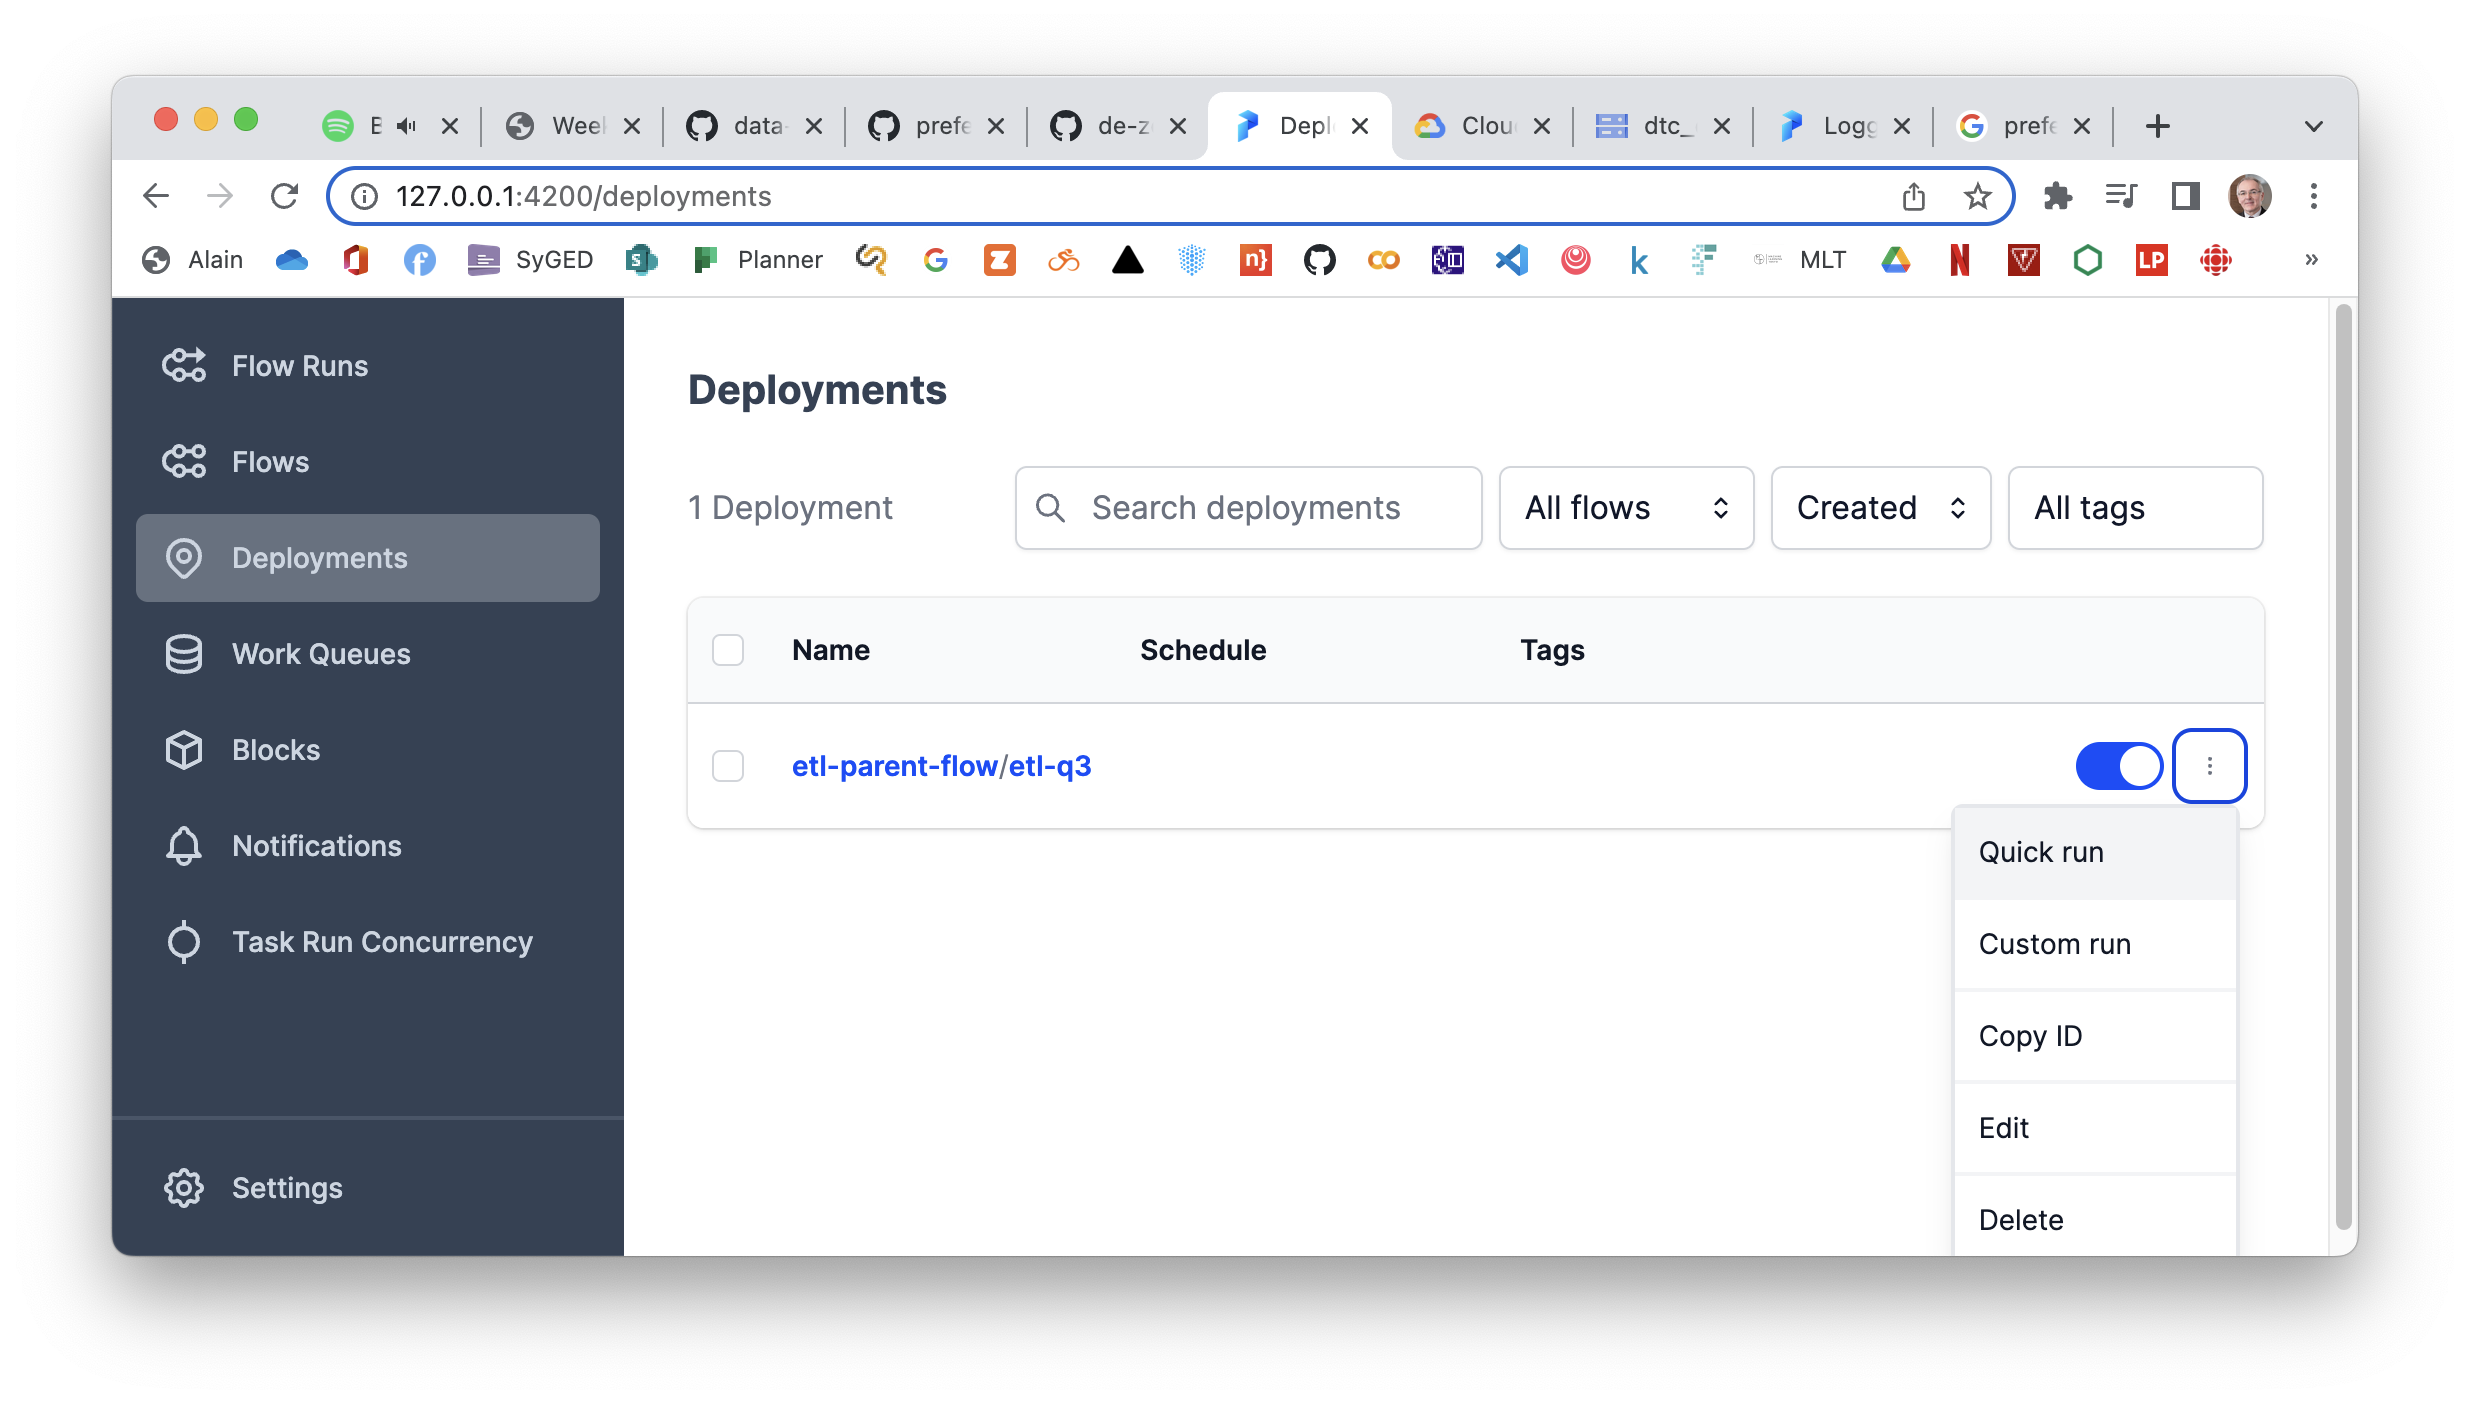 Week
data-
prefe
de-z
Depl
Clou
dtc_
Logg
prefe
127.0.0.1:4200/deployments
Alain
SyGED
Planner
MLT
Flow Runs
Flows
Deployments
Work Queues
Blocks
Notifications
Task Run Concurrency
Settings
Deployments
1 Deployment
Search deployments
All flows
Created
All tags
Name Schedule Tags
etl-parent-flow/etl-q3
Quick run
Custom run
Copy ID
Edit
Delete